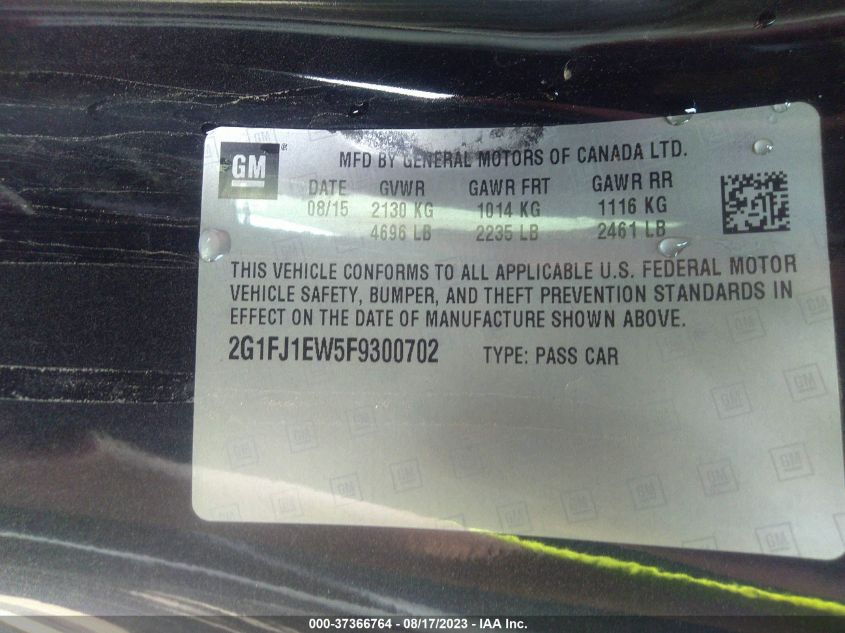 GM®
MFD BY GENERAL MOTORS OF CANADA LTD.
DATE GVWR GAWR FRT GAWR RR
08/15 2130 KG 1014 KG 1116 KG
4696 LB 2235 LB 2461 LB
THIS VEHICLE CONFORMS TO ALL APPLICABLE U.S. FEDERAL MOTOR
VEHICLE SAFETY, BUMPER, AND THEFT PREVENTION STANDARDS IN
EFFECT ON THE DATE OF MANUFACTURE SHOWN ABOVE.
2G1FJ1EW5F9300702 TYPE: PASS CAR
000-37366764 - 08/17/2023 - IAA Inc.